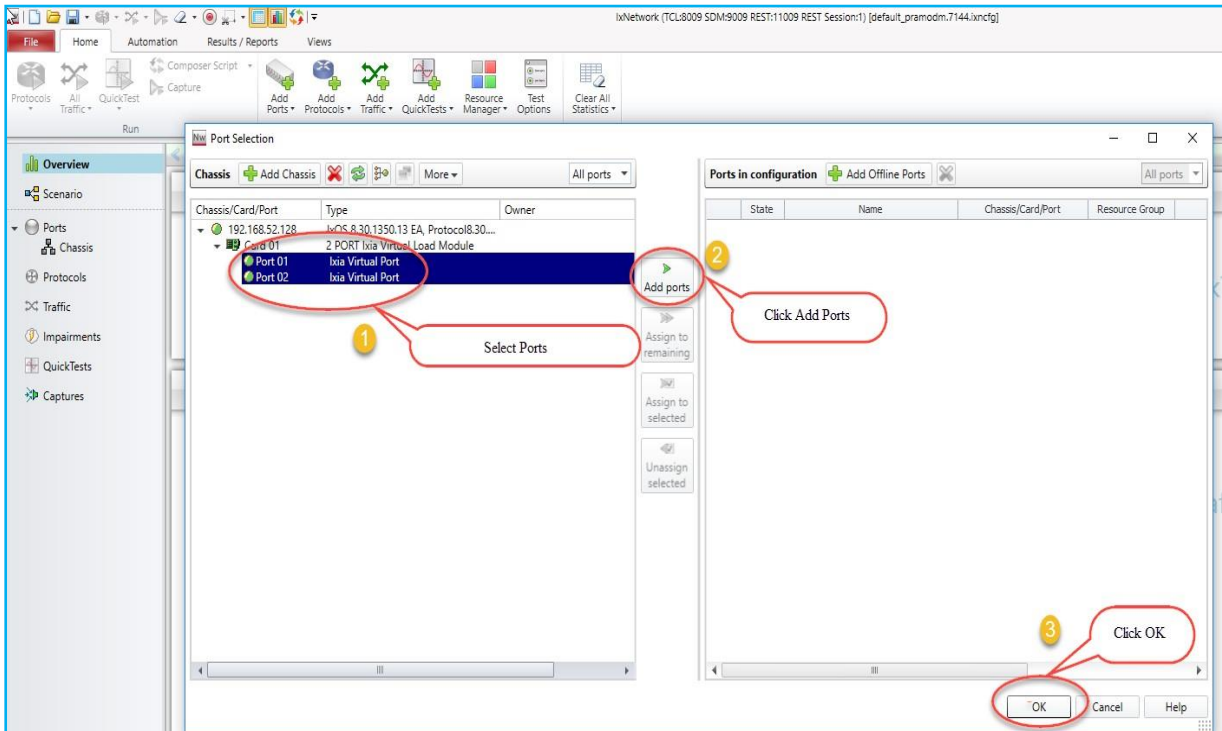 IxNetwork (TCL:8009 SDM:9009 REST:11009 REST Session:1) [default_pramodm.7144.ixncfg]
File Home Automation Results / Reports Views
Protocols
All Traffic
QuickTest
Composer Script
Capture
Add Ports
Add Protocols
Add Traffic
Add QuickTests
Resource Manager
Test Options
Clear All Statistics
Run
Overview
Scenario
Ports
Chassis
Protocols
Traffic
Impairments
QuickTests
Captures
Nw Port Selection
Chassis Add Chassis More All ports
Chassis/Card/Port Type Owner
192.168.52.128 IxOS 8.30.1350.13 EA, Protocol8.30....
Card 01 2 PORT Ixia Virtual Load Module
Port 01 Ixia Virtual Port
Port 02 Ixia Virtual Port
1
Select Ports
Add ports
Assign to remaining
Assign to selected
Unassign selected
2
Click Add Ports
Ports in configuration Add Offline Ports All ports
State Name Chassis/Card/Port Resource Group
3
Click OK
OK Cancel Help